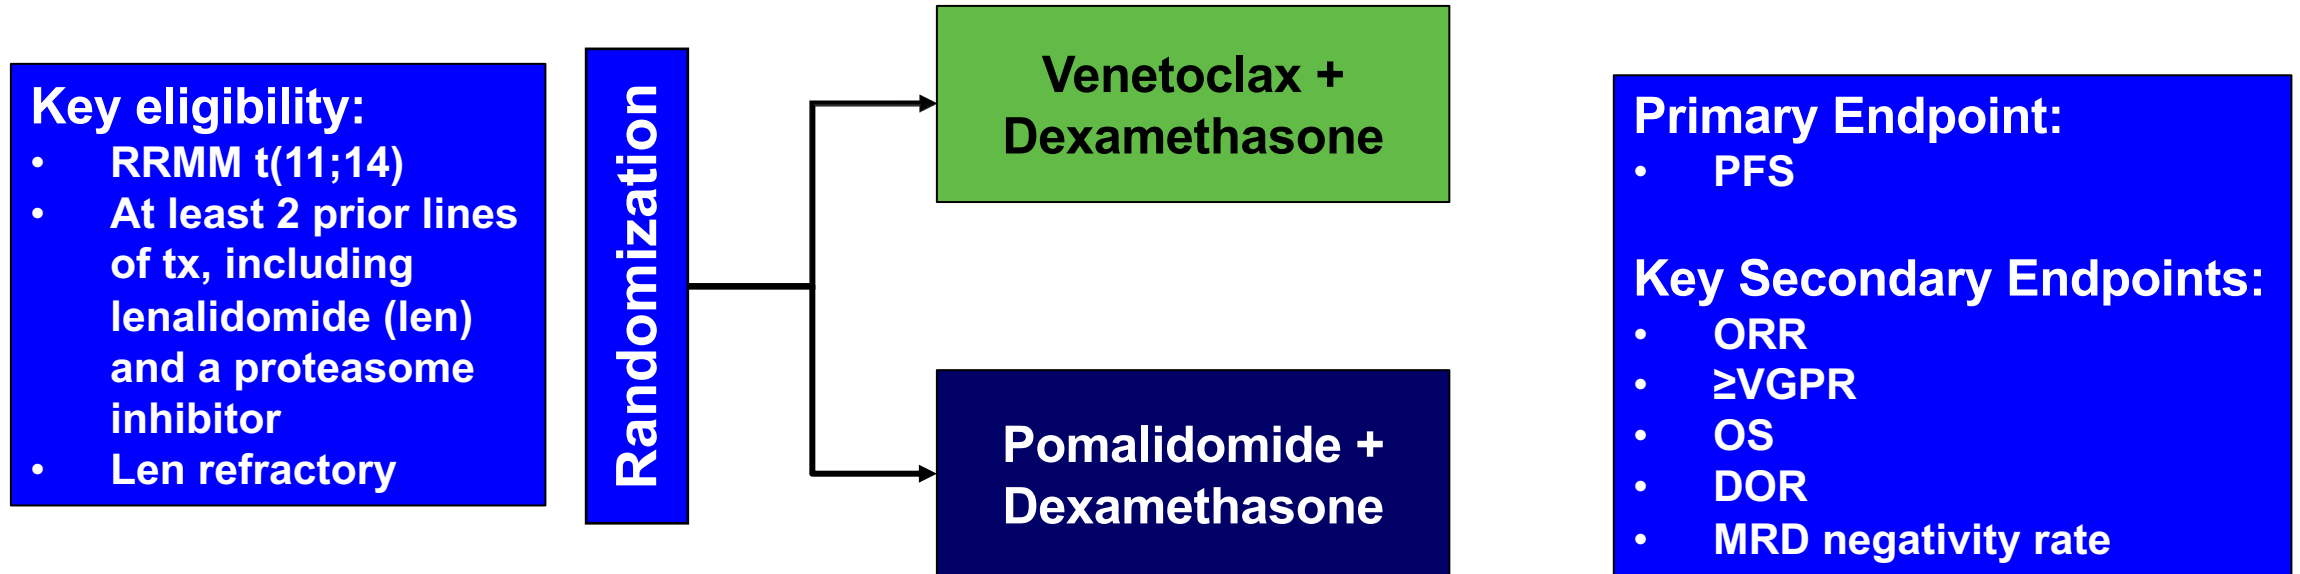 Key eligibility:
• RRMM t(11;14)
• At least 2 prior lines
of tx, including
lenalidomide (len)
and a proteasome
inhibitor
• Len refractory
Randomization
Venetoclax +
Dexamethasone
Pomalidomide +
Dexamethasone
Primary Endpoint:
• PFS
Key Secondary Endpoints:
• ORR
• ≥VGPR
• OS
• DOR
• MRD negativity rate